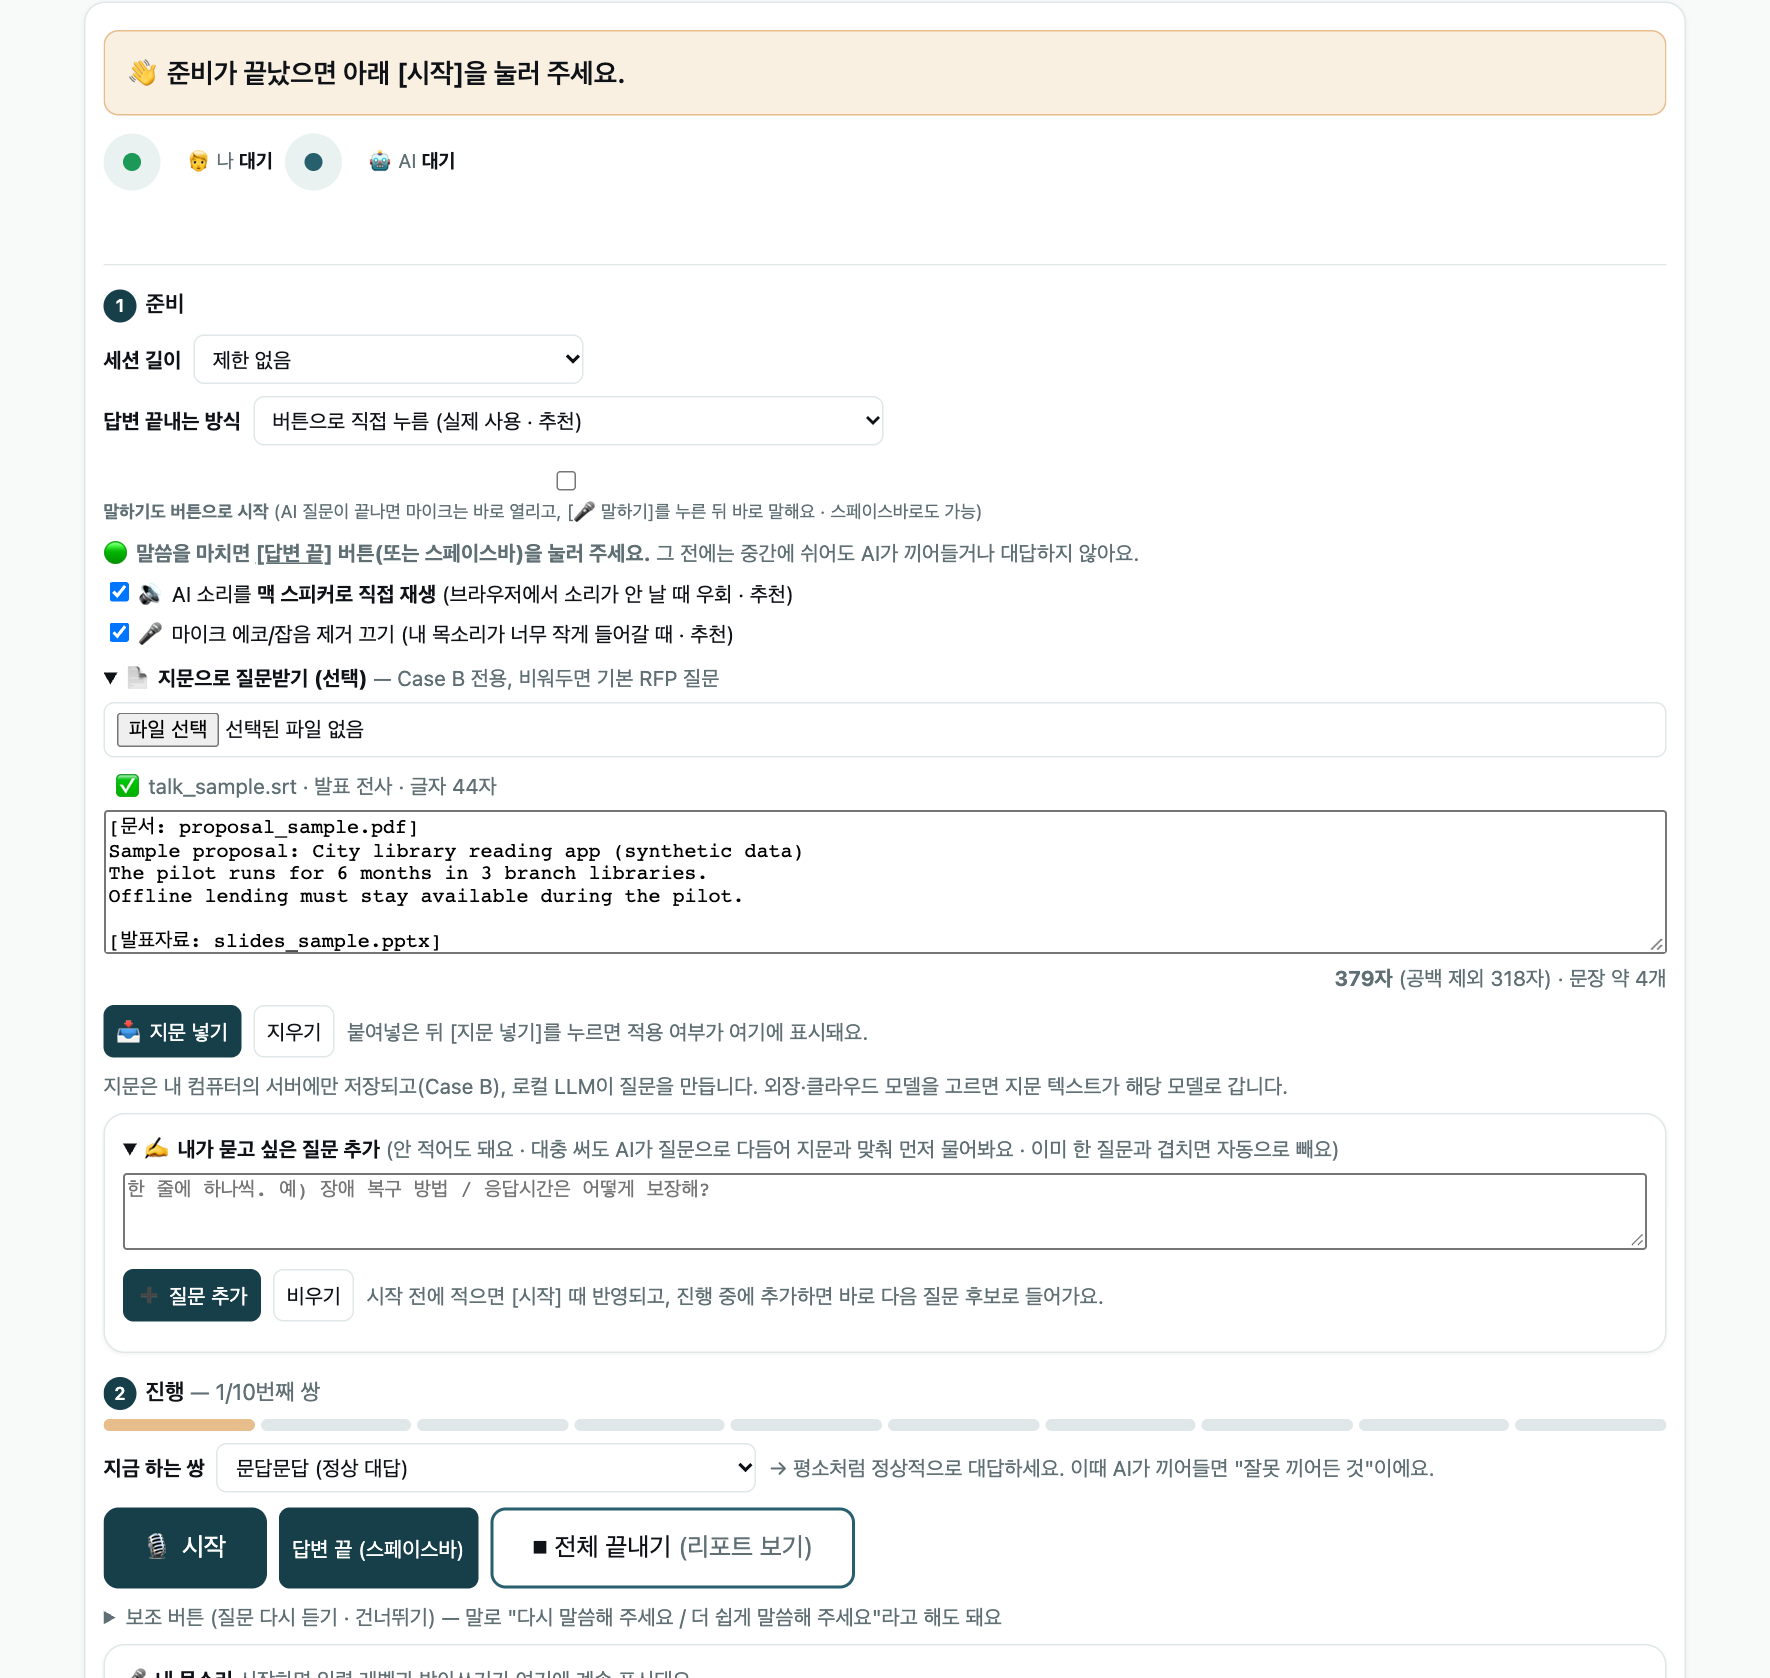 👋 준비가 끝났으면 아래 [시작]을 눌러 주세요.
🧑 나 대기 🤖 AI 대기
1 준비
세션 길이 제한 없음
답변 끝내는 방식 버튼으로 직접 누름 (실제 사용 · 추천)
말하기도 버튼으로 시작 (AI 질문이 끝나면 마이크는 바로 열리고, [🎤 말하기]를 누른 뒤 바로 말해요 · 스페이스바로도 가능)
🟢 말씀을 마치면 [답변 끝] 버튼(또는 스페이스바)을 눌러 주세요. 그 전에는 중간에 쉬어도 AI가 끼어들거나 대답하지 않아요.
🔊 AI 소리를 맥 스피커로 직접 재생 (브라우저에서 소리가 안 날 때 우회 · 추천)
🎤 마이크 에코/잡음 제거 끄기 (내 목소리가 너무 작게 들어갈 때 · 추천)
▼ 📄 지문으로 질문받기 (선택) — Case B 전용, 비워두면 기본 RFP 질문
파일 선택 선택된 파일 없음
✅ talk_sample.srt · 발표 전사 · 글자 44자
[문서: proposal_sample.pdf]
Sample proposal: City library reading app (synthetic data)
The pilot runs for 6 months in 3 branch libraries.
Offline lending must stay available during the pilot.
[발표자료: slides_sample.pptx]
379자 (공백 제외 318자) · 문장 약 4개
📥 지문 넣기 지우기 붙여넣은 뒤 [지문 넣기]를 누르면 적용 여부가 여기에 표시돼요.
지문은 내 컴퓨터의 서버에만 저장되고(Case B), 로컬 LLM이 질문을 만듭니다. 외장·클라우드 모델을 고르면 지문 텍스트가 해당 모델로 갑니다.
▼ ✍️ 내가 묻고 싶은 질문 추가 (안 적어도 돼요 · 대충 써도 AI가 질문으로 다듬어 지문과 맞춰 먼저 물어봐요 · 이미 한 질문과 겹치면 자동으로 빼요)
한 줄에 하나씩. 예) 장애 복구 방법 / 응답시간은 어떻게 보장해?
➕ 질문 추가 비우기 시작 전에 적으면 [시작] 때 반영되고, 진행 중에 추가하면 바로 다음 질문 후보로 들어가요.
2 진행 — 1/10번째 쌍
지금 하는 쌍 문답문답 (정상 대답) → 평소처럼 정상적으로 대답하세요. 이때 AI가 끼어들면 "잘못 끼어든 것"이에요.
🎙️ 시작 답변 끝 (스페이스바) ■ 전체 끝내기 (리포트 보기)
▶ 보조 버튼 (질문 다시 듣기 · 건너뛰기) — 말로 "다시 말씀해 주세요 / 더 쉽게 말씀해 주세요"라고 해도 돼요